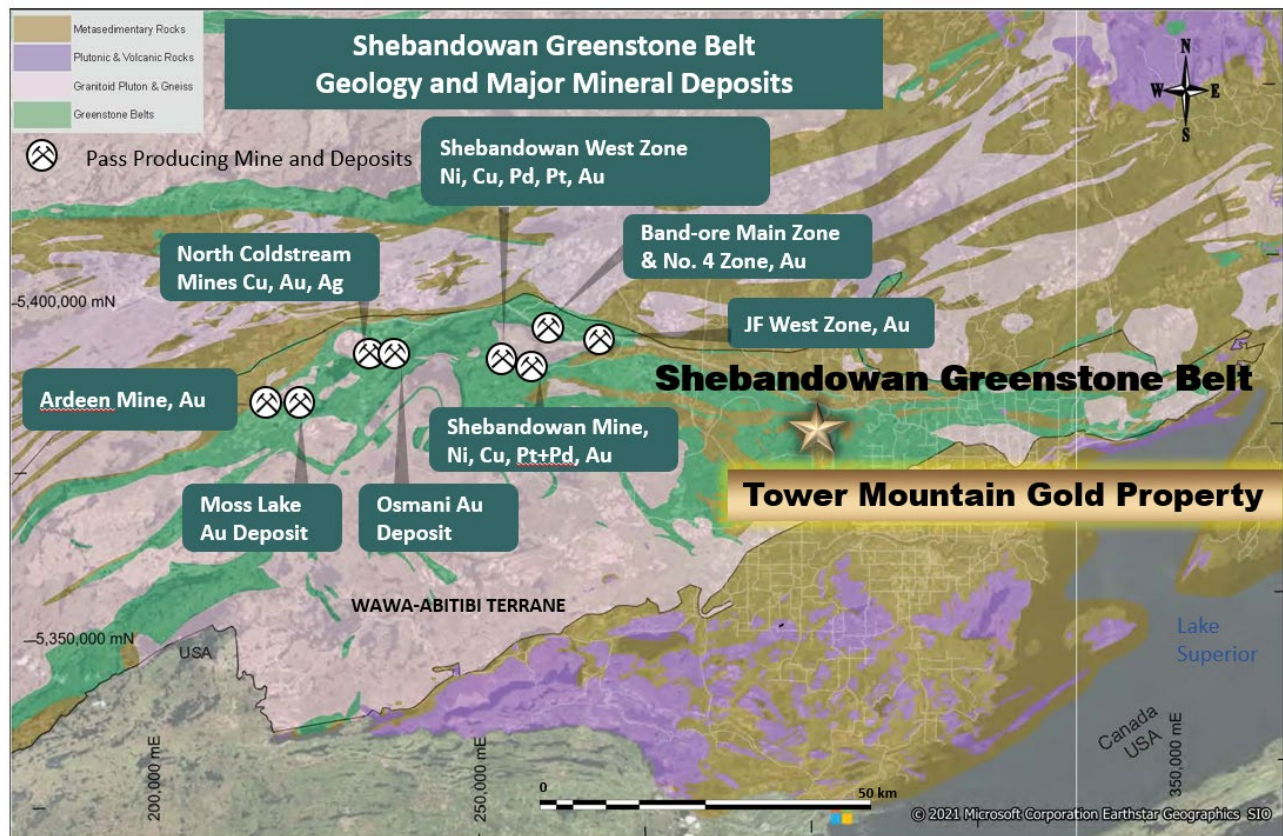 Metasedimentary Rocks
Plutonic & Volcanic Rocks
Granitoid Pluton & Gneiss
Greenstone Belts
Pass Producing Mine and Deposits
Shebandowan Greenstone Belt
Geology and Major Mineral Deposits
N
W
E
S
Shebandowan West Zone
Ni, Cu, Pd, Pt, Au
North Coldstream
Mines Cu, Au, Ag
Band-ore Main Zone
& No. 4 Zone, Au
5,400,000 mN
JF West Zone, Au
Ardeen Mine, Au
Shebandowan Greenstone Belt
Shebandowan Mine,
Ni, Cu, Pt+Pd, Au
Tower Mountain Gold Property
Moss Lake
Au Deposit
Osmani Au
Deposit
WAWA-ABITIBI TERRANE
5,350,000 mN
USA
Lake
Superior
Canada
USA
200,000 mE
250,000 mE
350,000 mE
0
50 km
© 2021 Microsoft Corporation Earthstar Geographics SIO